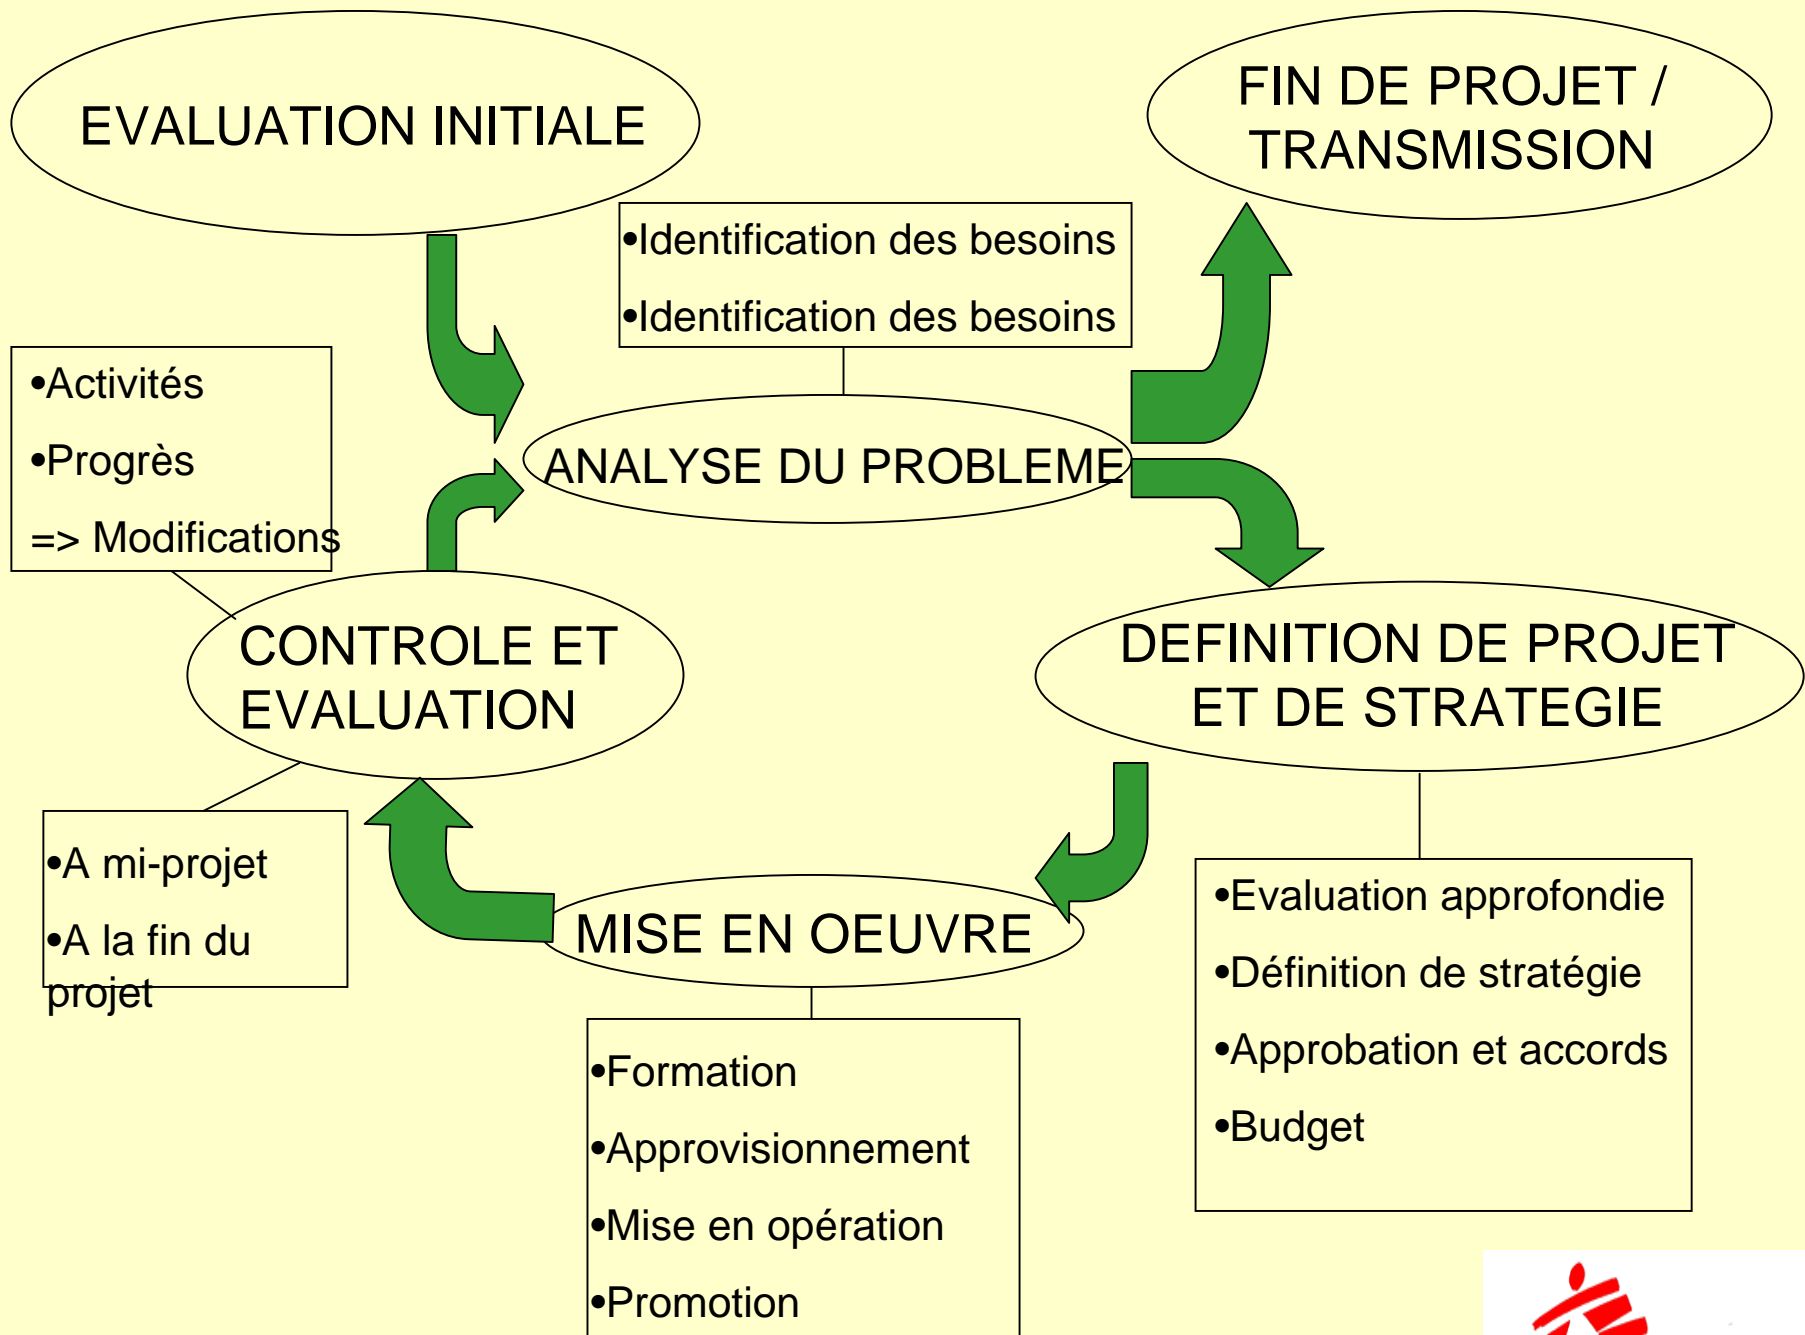 EVALUATION INITIALE
FIN DE PROJET /
TRANSMISSION
•Identification des besoins
•Identification des besoins
•Activités
•Progrès
=> Modifications
ANALYSE DU PROBLEME
CONTROLE ET
EVALUATION
DEFINITION DE PROJET
ET DE STRATEGIE
•A mi-projet
•A la fin du
projet
MISE EN OEUVRE
•Evaluation approfondie
•Définition de stratégie
•Approbation et accords
•Budget
•Formation
•Approvisionnement
•Mise en opération
•Promotion